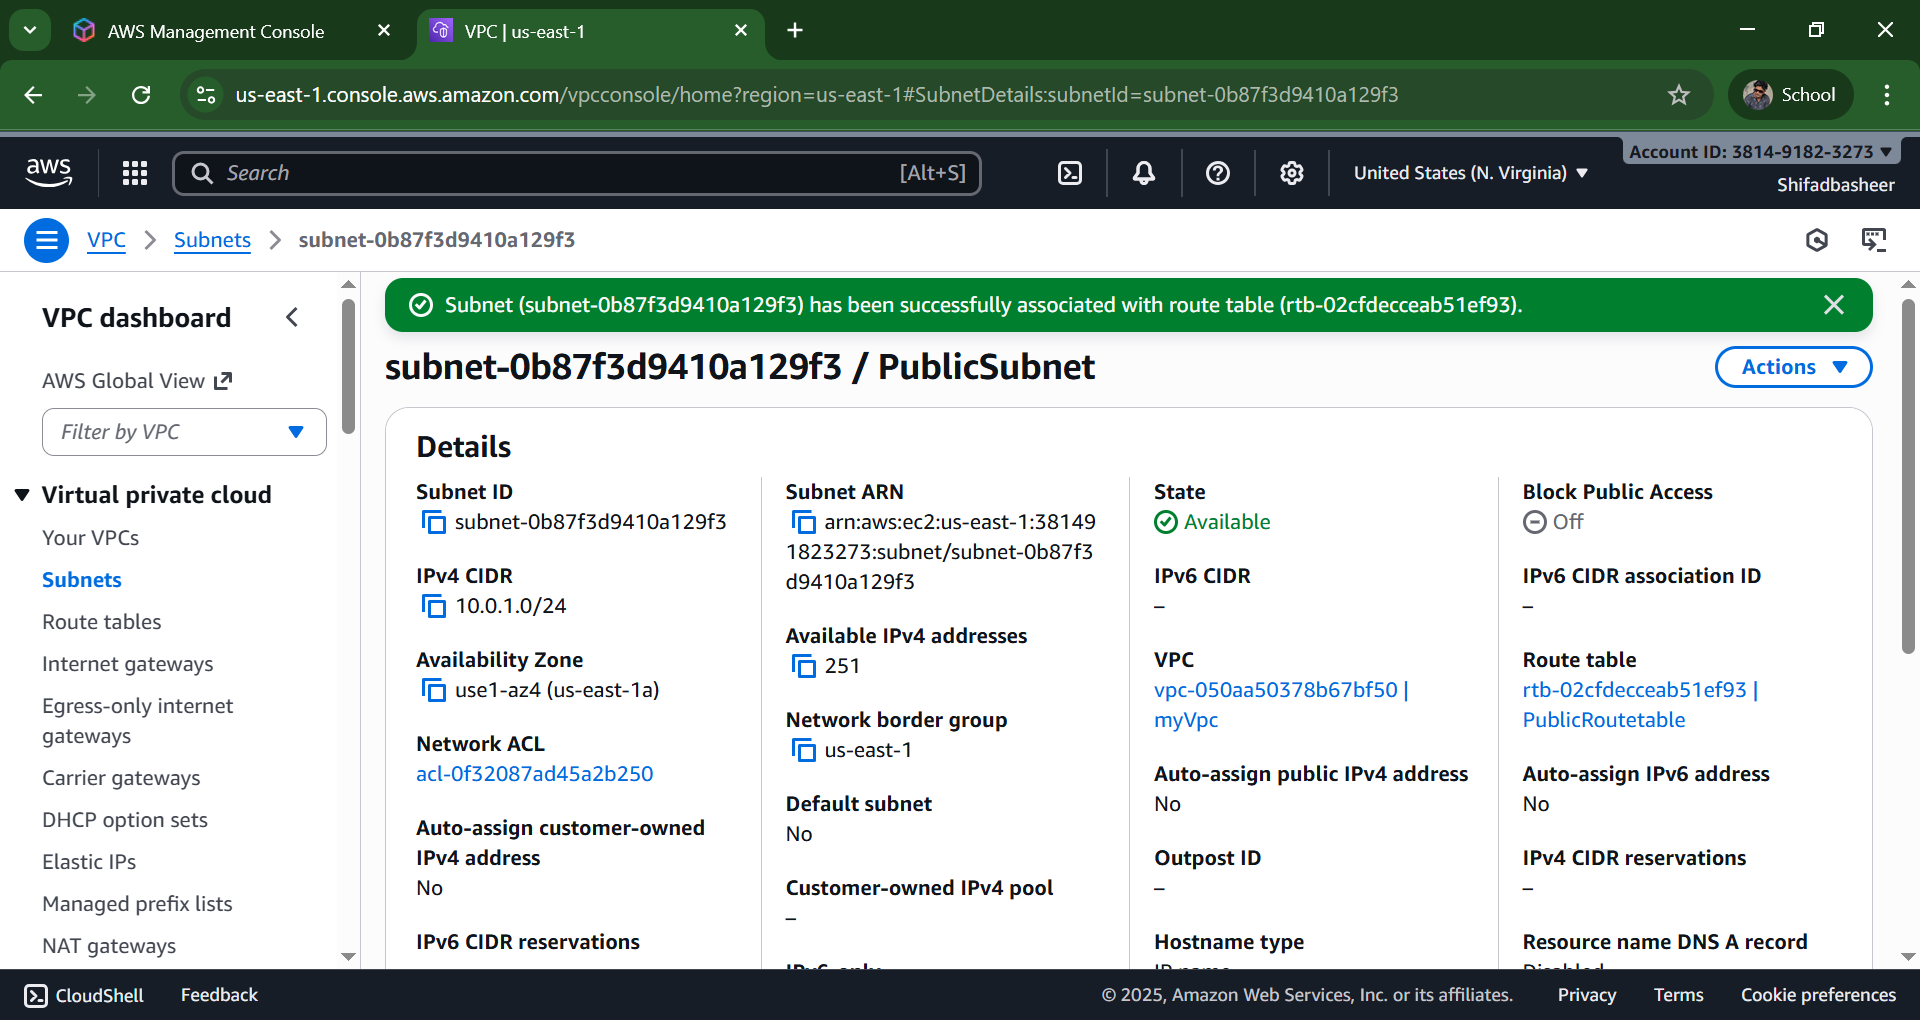 AWS Management Console
VPC | us-east-1
us-east-1.console.aws.amazon.com/vpcconsole/home?region=us-east-1#SubnetDetails:subnetId=subnet-0b87f3d9410a129f3
School
aws
Search
[Alt+S]
United States (N. Virginia)
Account ID: 3814-9182-3273
Shifadbasheer
VPC
Subnets
subnet-0b87f3d9410a129f3
VPC dashboard
AWS Global View
Filter by VPC
Virtual private cloud
Your VPCs
Subnets
Route tables
Internet gateways
Egress-only internet
gateways
Carrier gateways
DHCP option sets
Elastic IPs
Managed prefix lists
NAT gateways
Subnet (subnet-0b87f3d9410a129f3) has been successfully associated with route table (rtb-02cfdecceab51ef93).
subnet-0b87f3d9410a129f3 / PublicSubnet
Actions
Details
Subnet ID
subnet-0b87f3d9410a129f3
IPv4 CIDR
10.0.1.0/24
Availability Zone
use1-az4 (us-east-1a)
Network ACL
acl-0f32087ad45a2b250
Auto-assign customer-owned
IPv4 address
No
IPv6 CIDR reservations
Subnet ARN
arn:aws:ec2:us-east-1:38149
1823273:subnet/subnet-0b87f3
d9410a129f3
Available IPv4 addresses
251
Network border group
us-east-1
Default subnet
No
Customer-owned IPv4 pool
–
State
Available
IPv6 CIDR
–
VPC
vpc-050aa50378b67bf50 |
myVpc
Auto-assign public IPv4 address
No
Outpost ID
–
Hostname type
Block Public Access
Off
IPv6 CIDR association ID
–
Route table
rtb-02cfdecceab51ef93 |
PublicRoutetable
Auto-assign IPv6 address
No
IPv4 CIDR reservations
–
Resource name DNS A record
CloudShell
Feedback
© 2025, Amazon Web Services, Inc. or its affiliates.
Privacy
Terms
Cookie preferences